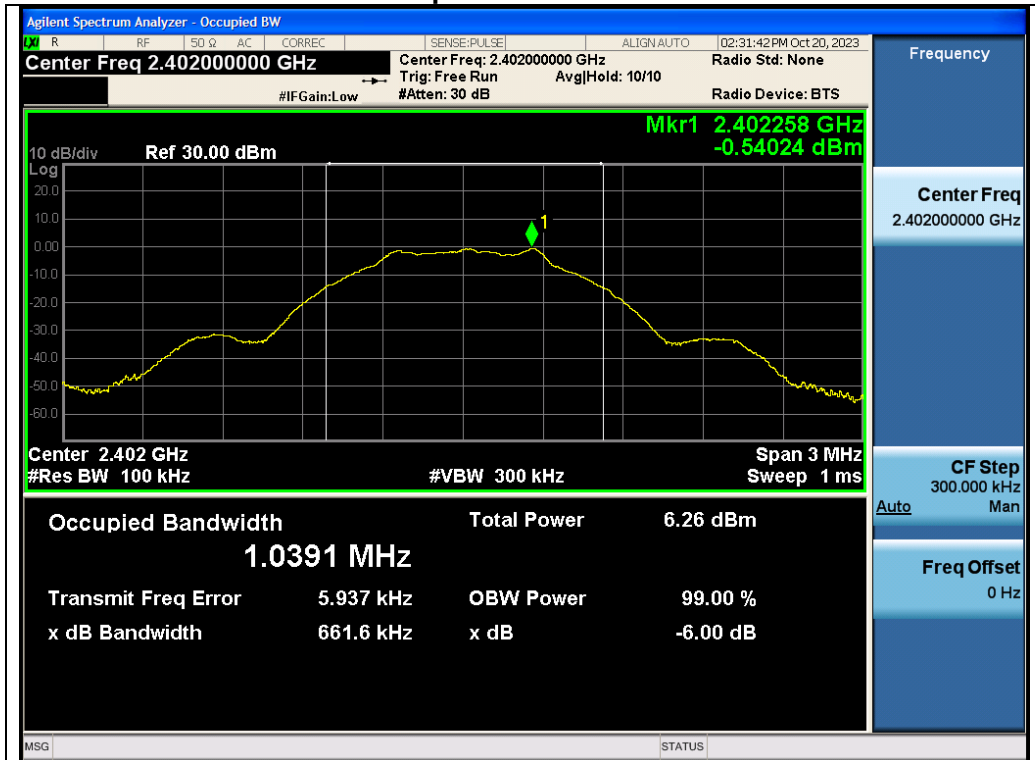 Agilent Spectrum Analyzer - Occupied BW
LXI R RF 50 Ω AC CORREC SENSE:PULSE ALIGN AUTO 02:31:42 PM Oct 20, 2023
Center Freq 2.402000000 GHz
Center Freq: 2.402000000 GHz Radio Std: None
Trig: Free Run Avg|Hold: 10/10
#IFGain:Low #Atten: 30 dB Radio Device: BTS
Mkr1 2.402258 GHz
-0.54024 dBm
10 dB/div Ref 30.00 dBm
Log
20.0
10.0
0.00
-10.0
-20.0
-30.0
-40.0
-50.0
-60.0
1
Center 2.402 GHz Span 3 MHz
#Res BW 100 kHz #VBW 300 kHz Sweep 1 ms
Occupied Bandwidth Total Power 6.26 dBm
1.0391 MHz
Transmit Freq Error 5.937 kHz OBW Power 99.00 %
x dB Bandwidth 661.6 kHz x dB -6.00 dB
Frequency
Center Freq
2.402000000 GHz
CF Step
300.000 kHz
Auto Man
Freq Offset
0 Hz
MSG STATUS